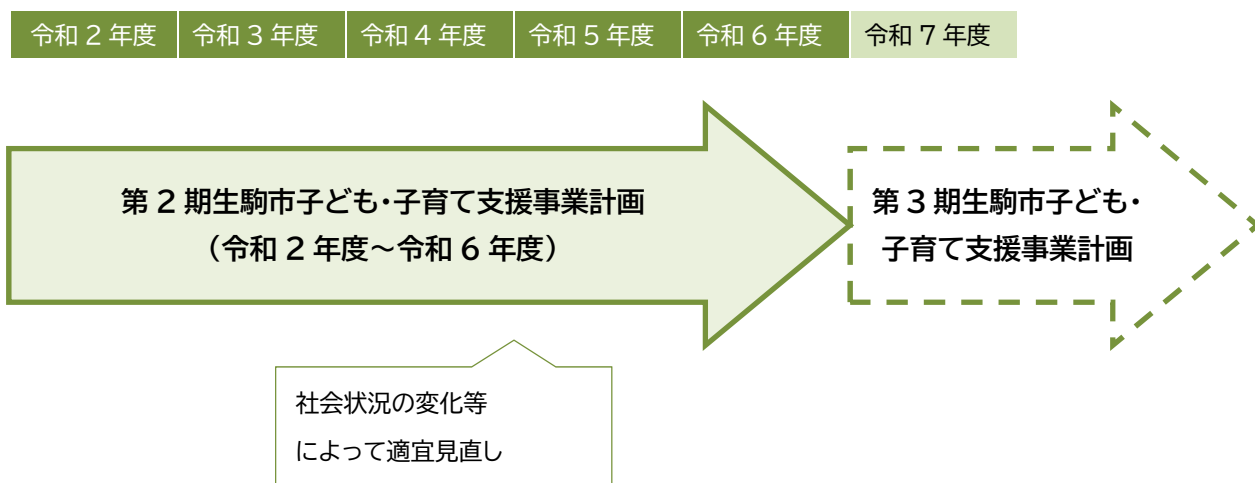 令和２年度 令和３年度 令和４年度 令和５年度 令和６年度 令和７年度
第２期生駒市子ども・子育て支援事業計画
（令和２年度～令和６年度）
第３期生駒市子ども・
子育て支援事業計画
社会状況の変化等
によって適宜見直し